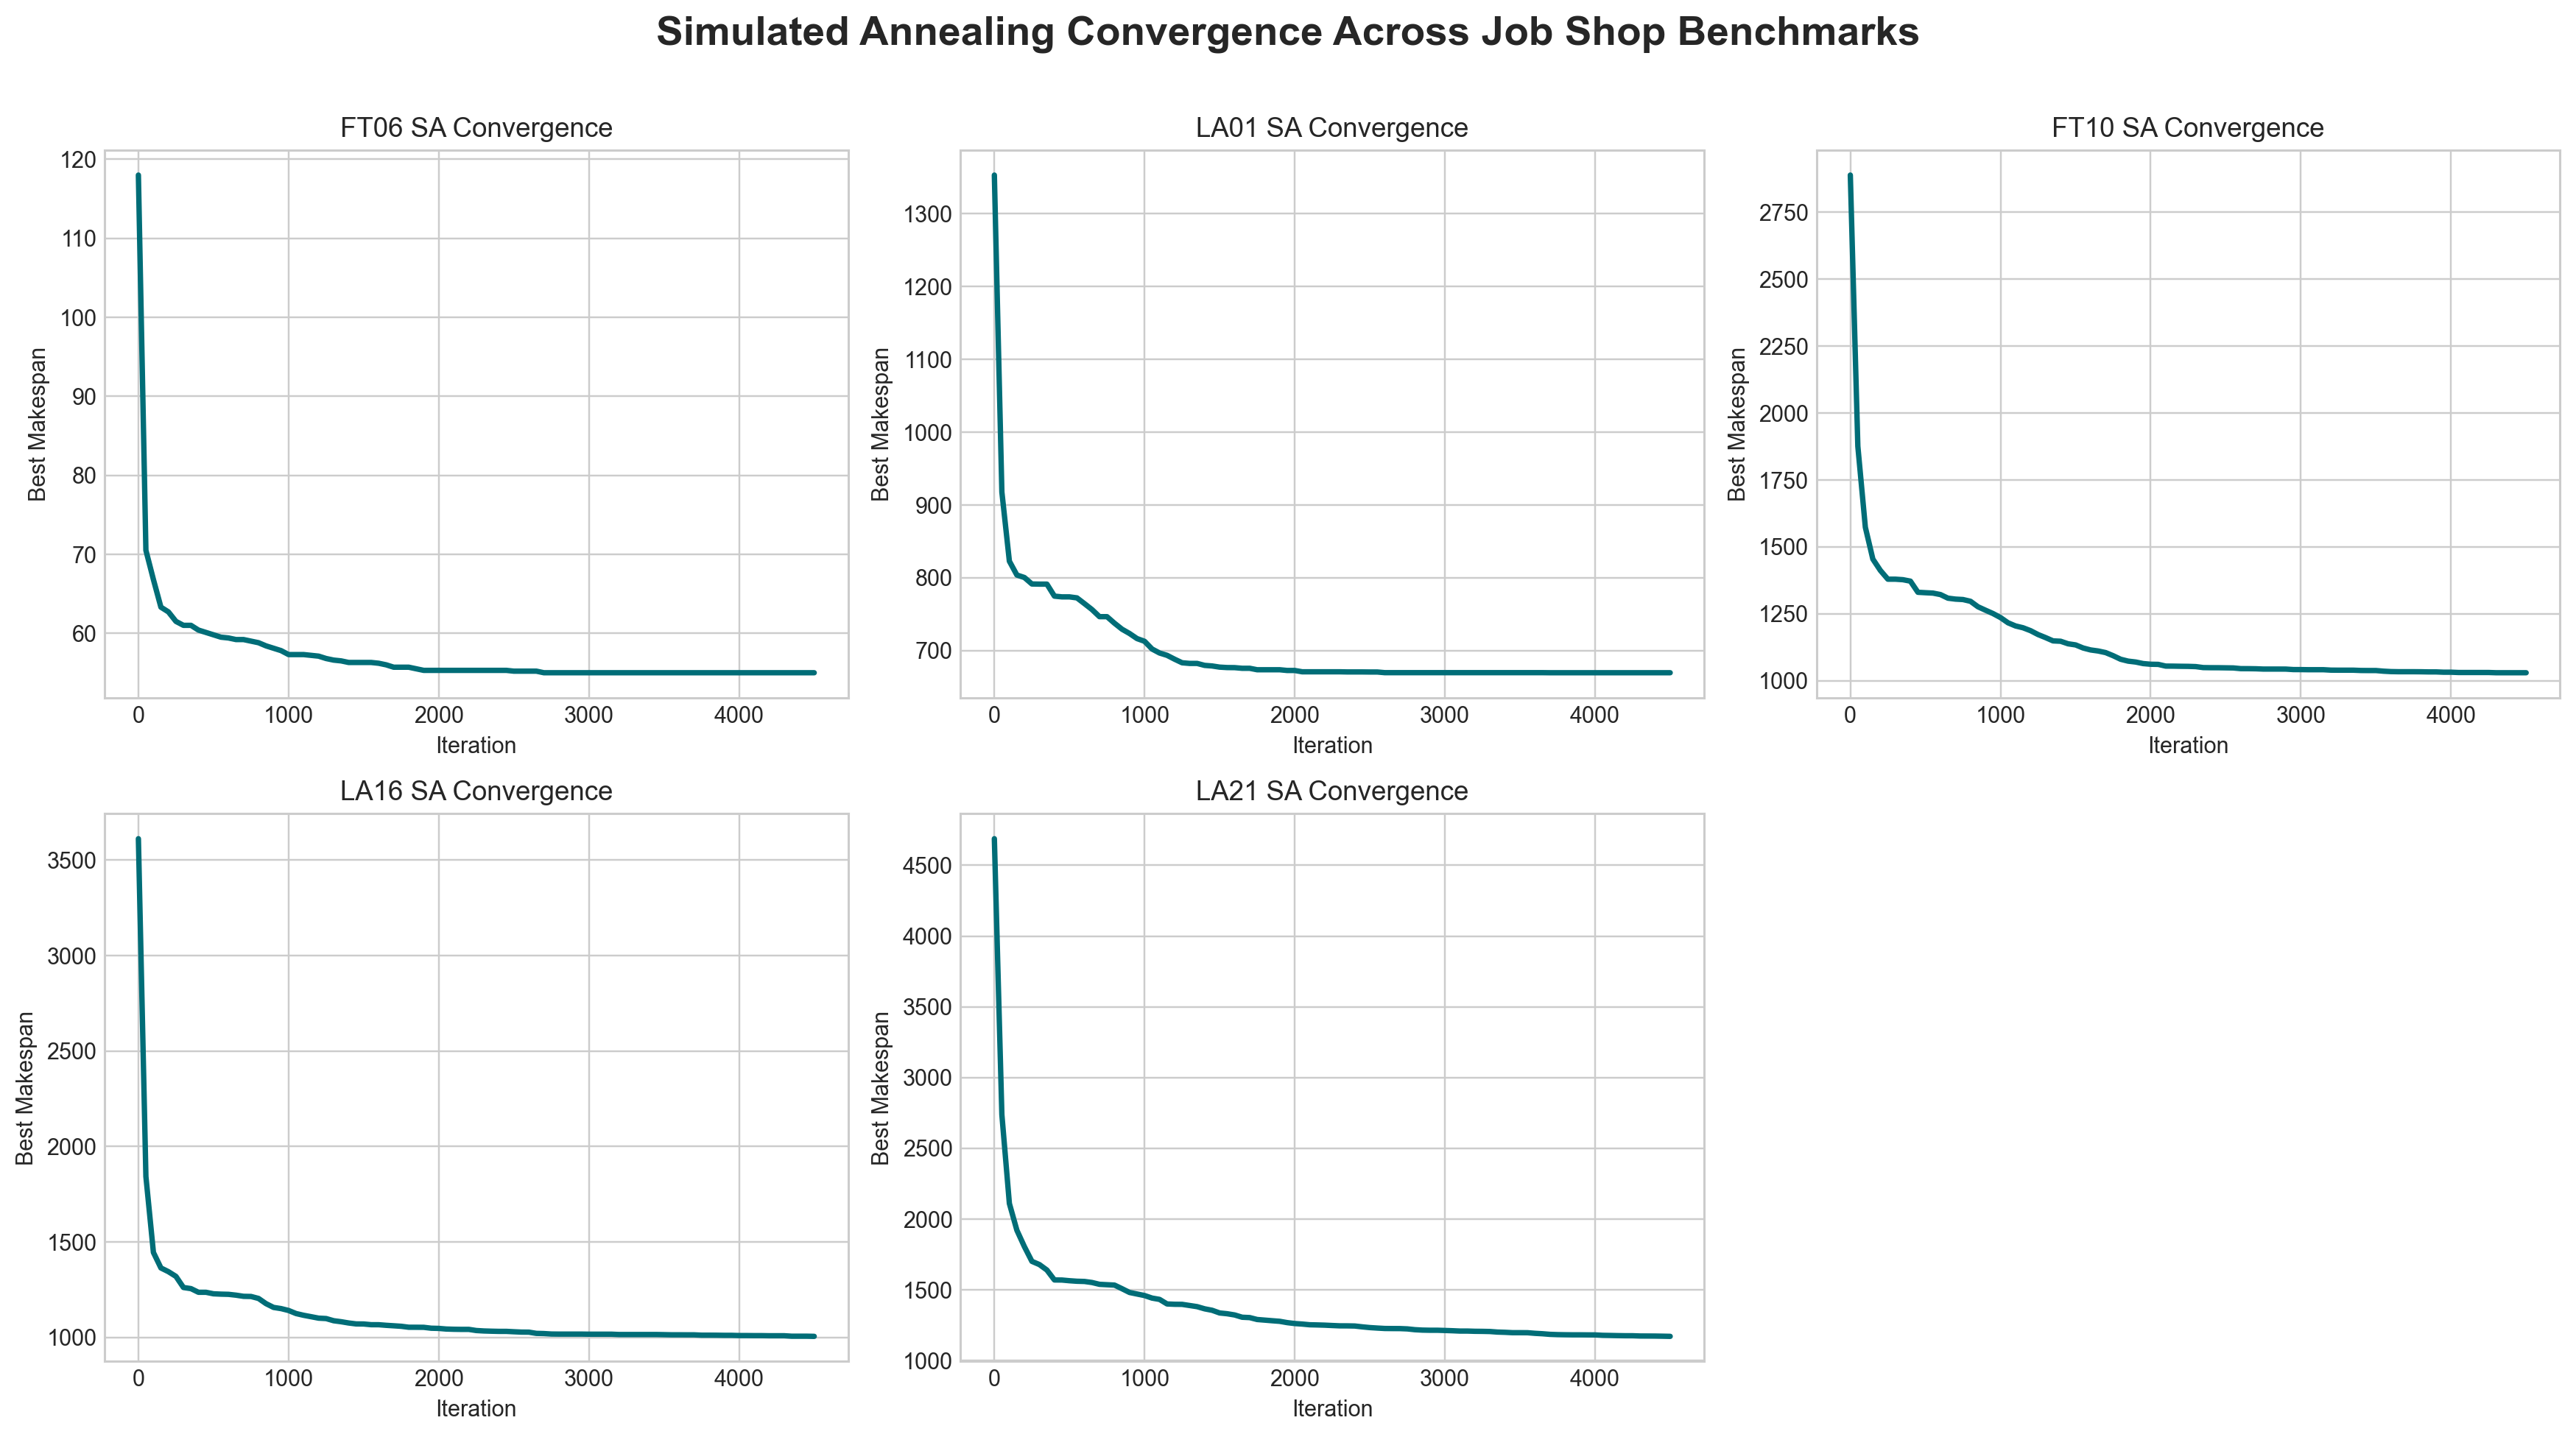 Simulated Annealing Convergence Across Job Shop Benchmarks
FT06 SA Convergence
120
110
100
90
80
70
60
Best Makespan
0 1000 2000 3000 4000
Iteration
LA01 SA Convergence
1300
1200
1100
1000
900
800
700
Best Makespan
0 1000 2000 3000 4000
Iteration
FT10 SA Convergence
2750
2500
2250
2000
1750
1500
1250
1000
Best Makespan
0 1000 2000 3000 4000
Iteration
LA16 SA Convergence
3500
3000
2500
2000
1500
1000
Best Makespan
0 1000 2000 3000 4000
Iteration
LA21 SA Convergence
4500
4000
3500
3000
2500
2000
1500
1000
Best Makespan
0 1000 2000 3000 4000
Iteration